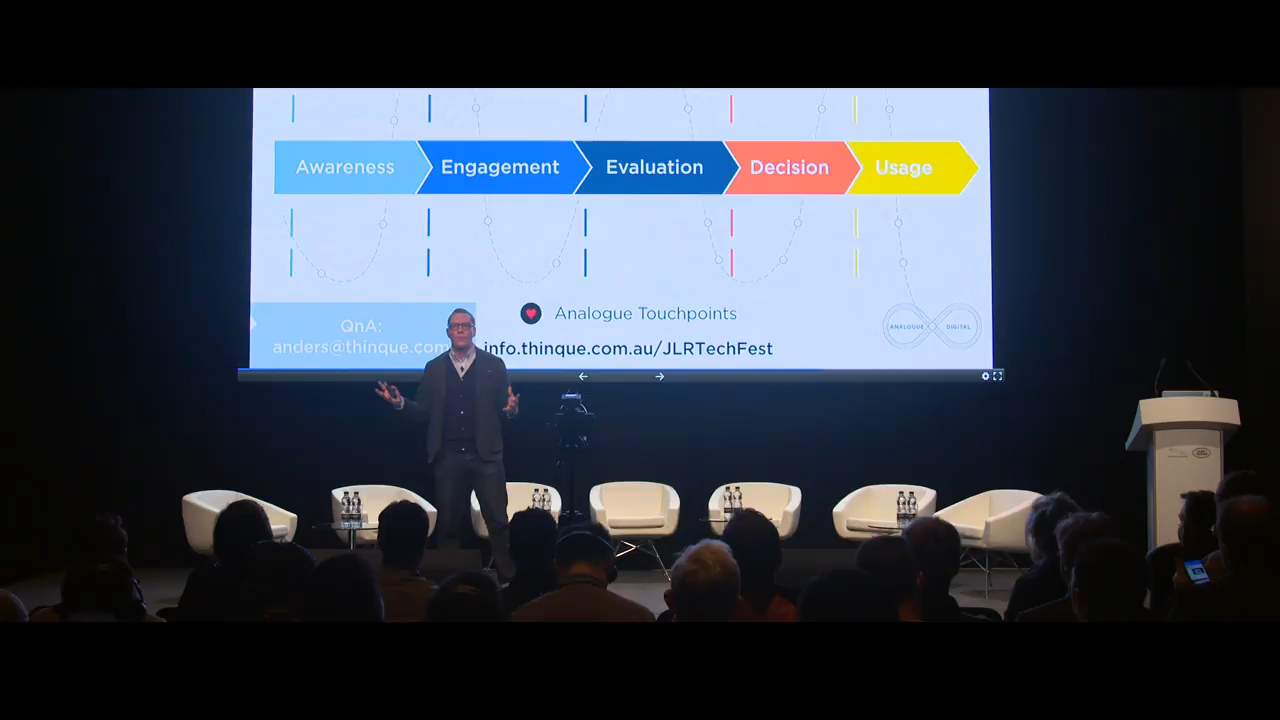 Awareness Engagement Evaluation Decision Usage
Analogue Touchpoints
QnA:
anders@thinque.com
info.thinque.com.au/JLRTechFest
ANALOGUE DIGITAL